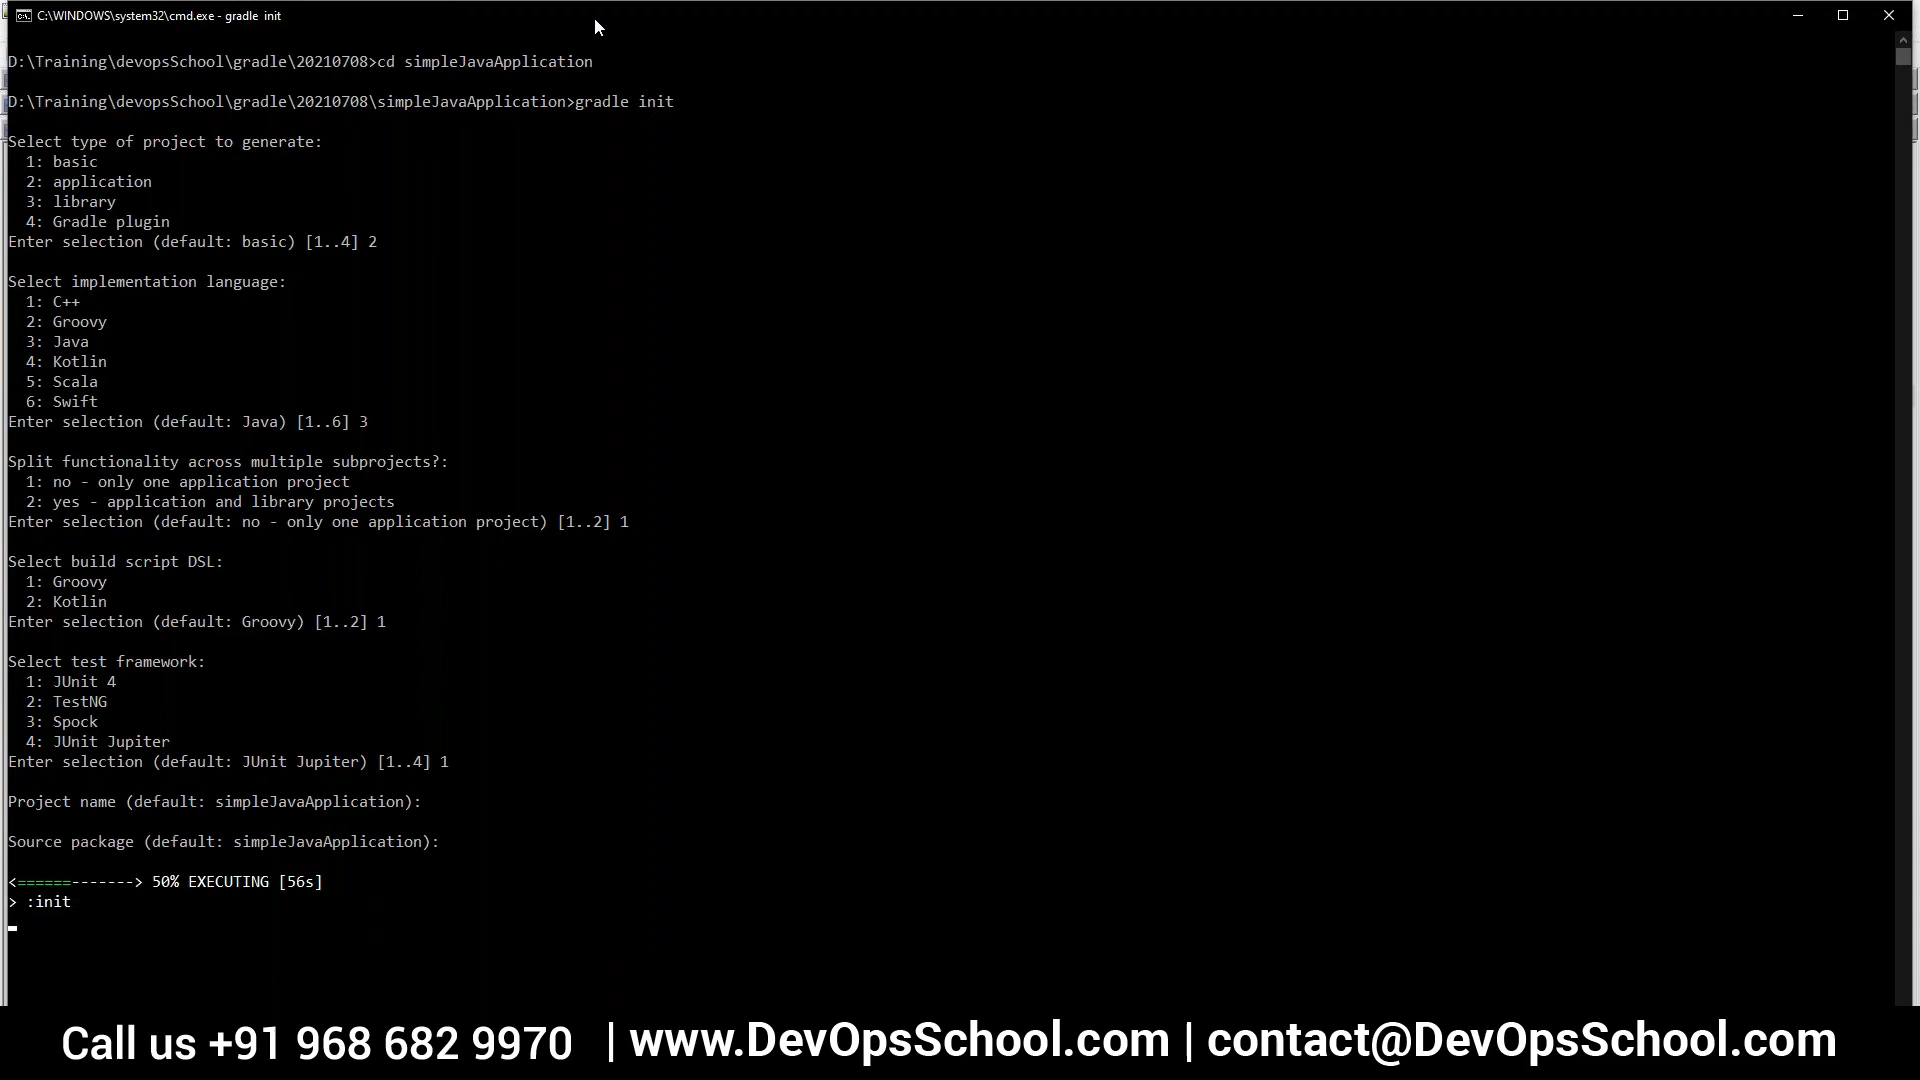 C:\WINDOWS\system32\cmd.exe - gradle  init
D:\Training\devopsSchool\gradle\20210708>cd simpleJavaApplication
D:\Training\devopsSchool\gradle\20210708\simpleJavaApplication>gradle init
Select type of project to generate:
  1: basic
  2: application
  3: library
  4: Gradle plugin
Enter selection (default: basic) [1..4] 2
Select implementation language:
  1: C++
  2: Groovy
  3: Java
  4: Kotlin
  5: Scala
  6: Swift
Enter selection (default: Java) [1..6] 3
Split functionality across multiple subprojects?:
  1: no - only one application project
  2: yes - application and library projects
Enter selection (default: no - only one application project) [1..2] 1
Select build script DSL:
  1: Groovy
  2: Kotlin
Enter selection (default: Groovy) [1..2] 1
Select test framework:
  1: JUnit 4
  2: TestNG
  3: Spock
  4: JUnit Jupiter
Enter selection (default: JUnit Jupiter) [1..4] 1
Project name (default: simpleJavaApplication):
Source package (default: simpleJavaApplication):
<======-------> 50% EXECUTING [56s]
> :init
Call us +91 968 682 9970 | www.DevOpsSchool.com | contact@DevOpsSchool.com